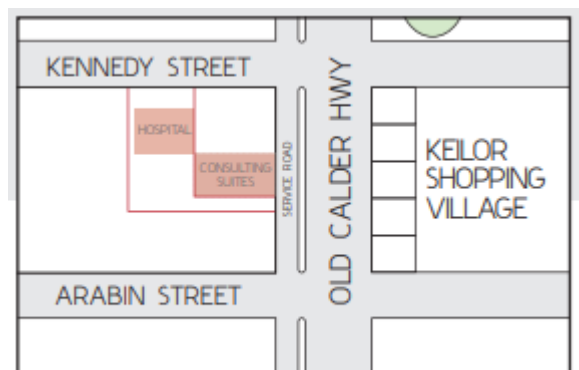 KENNEDY STREET
HOSPITAL
CONSULTING
SUITES
SERVICE ROAD
OLD CALDER HWY
KEILOR
SHOPPING
VILLAGE
ARABIN STREET